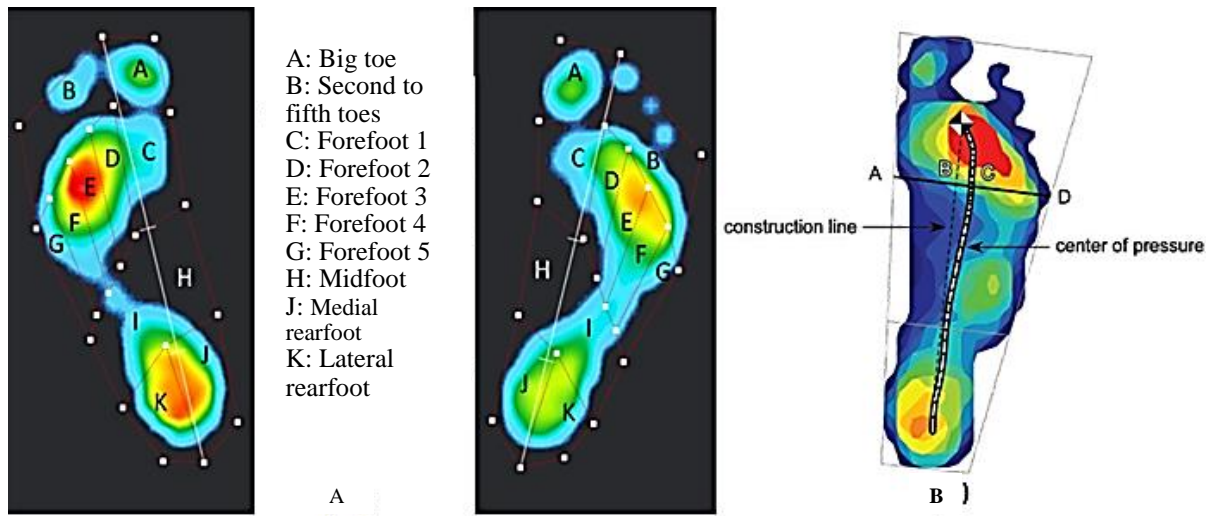 A
B
C
D
E
F
G
H
I
J
K
A: Big toe
B: Second to
fifth toes
C: Forefoot 1
D: Forefoot 2
E: Forefoot 3
F: Forefoot 4
G: Forefoot 5
H: Midfoot
J: Medial
rearfoot
K: Lateral
rearfoot
A
A
C
B
D
E
F
G
H
I
J
K
A
B
C
D
construction line
center of pressure
B )